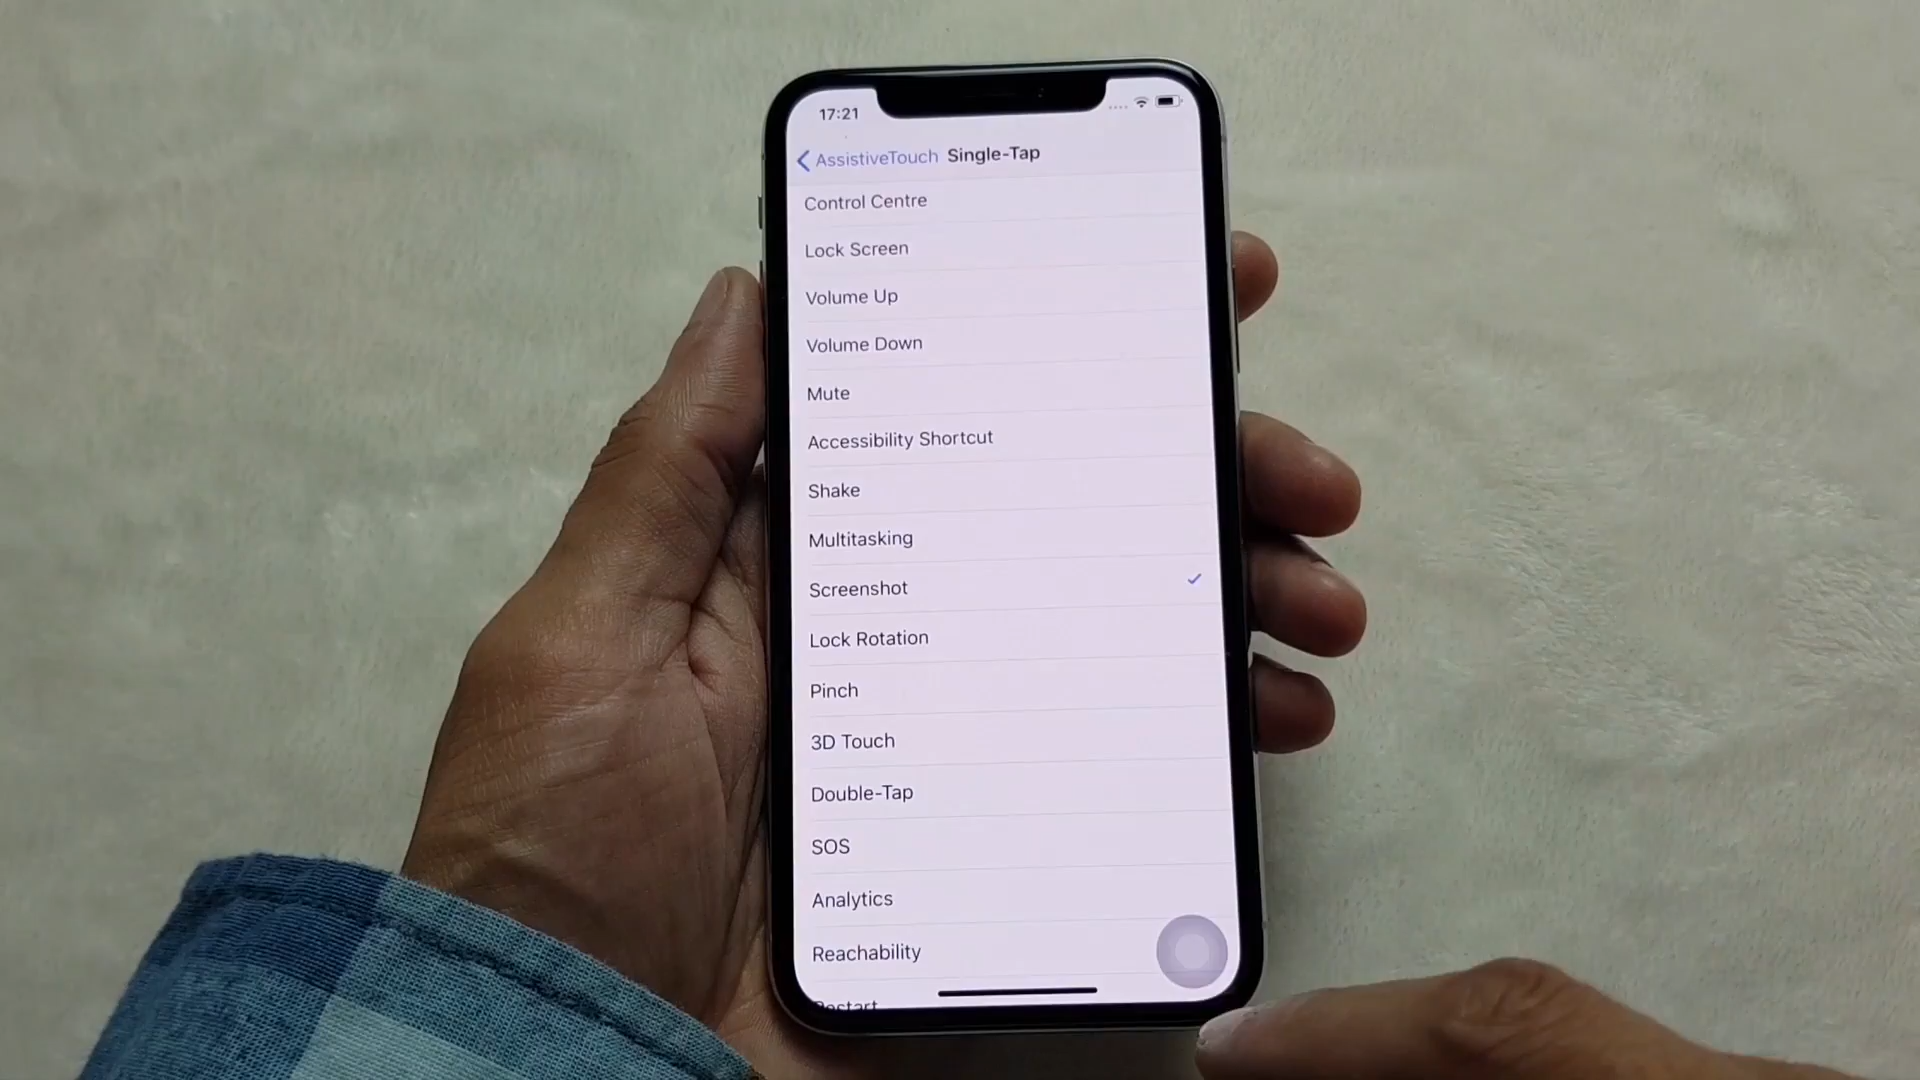 17:21
AssistiveTouch Single-Tap
Control Centre
Lock Screen
Volume Up
Volume Down
Mute
Accessibility Shortcut
Shake
Multitasking
Screenshot
Lock Rotation
Pinch
3D Touch
Double-Tap
SOS
Analytics
Reachability
Restart